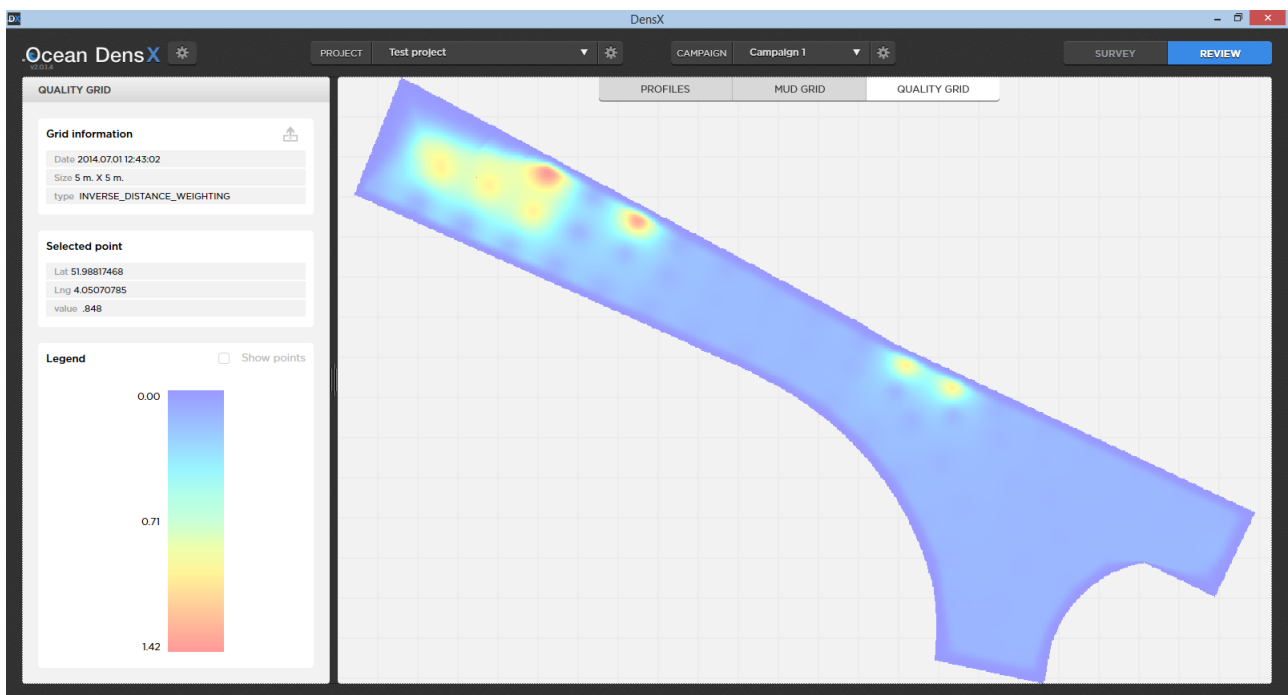 DX
DensX
.Ocean DensX
v2.0.1.4
PROJECT Test project
CAMPAIGN Campaign 1
SURVEY
REVIEW
QUALITY GRID
PROFILES
MUD GRID
QUALITY GRID
Grid information
Date 2014.07.01 12:43:02
Size 5 m. X 5 m.
type INVERSE_DISTANCE_WEIGHTING
Selected point
Lat 51.98817468
Lng 4.05070785
value .848
Legend
Show points
0.00
0.71
1.42